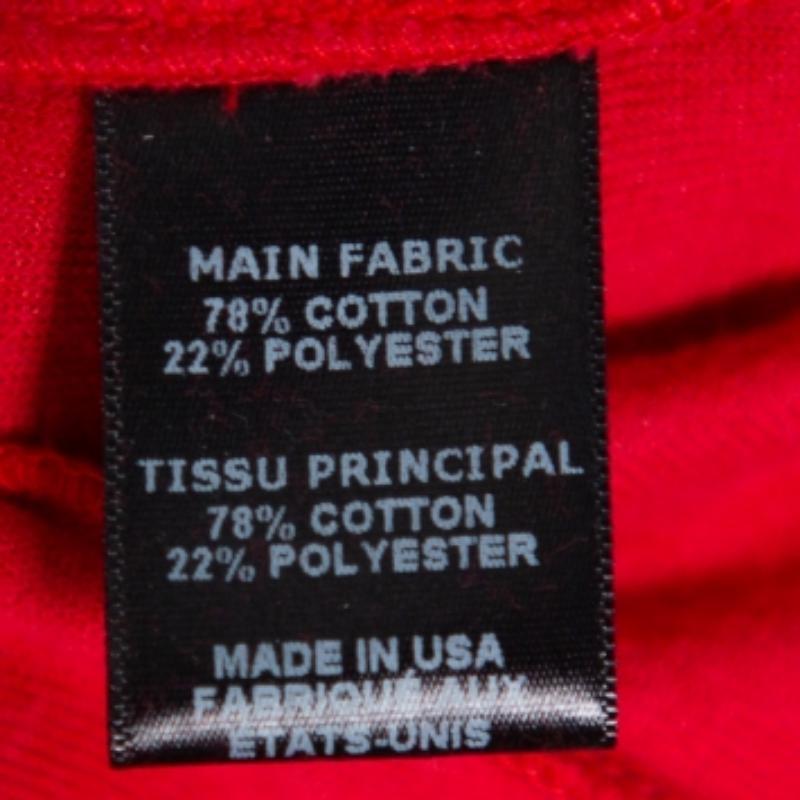 MAIN FABRIC
78% COTTON
22% POLYESTER
TISSU PRINCIPAL
78% COTTON
22% POLYESTER
MADE IN USA
FABRIQUÉ AUX
ÉTATS-UNIS